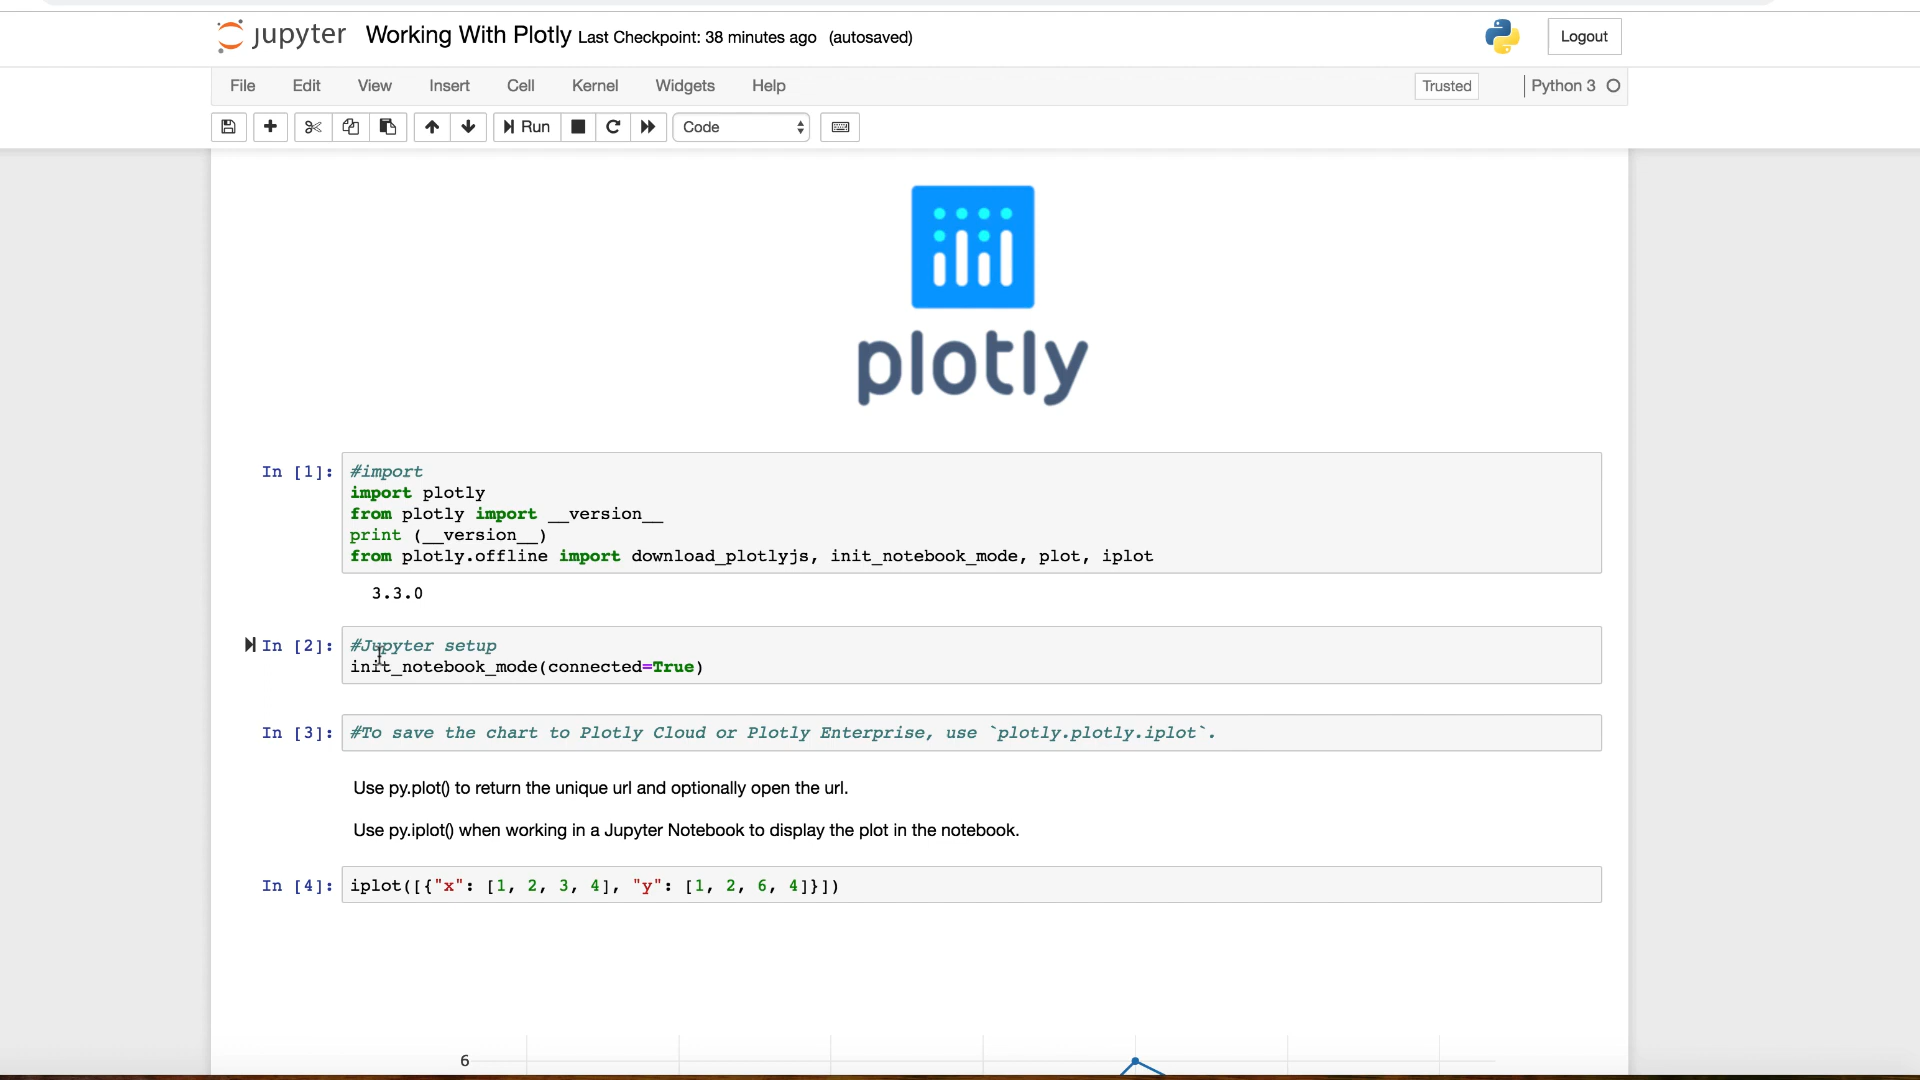 jupyter Working With Plotly Last Checkpoint: 38 minutes ago (autosaved)
Logout
File Edit View Insert Cell Kernel Widgets Help
Trusted
Python 3
Run
Code
plotly
In [1]:
#import
import plotly
from plotly import __version__
print (__version__)
from plotly.offline import download_plotlyjs, init_notebook_mode, plot, iplot
3.3.0
In [2]:
#Jupyter setup
init_notebook_mode(connected=True)
In [3]:
#To save the chart to Plotly Cloud or Plotly Enterprise, use `plotly.plotly.iplot`.
Use py.plot() to return the unique url and optionally open the url.
Use py.iplot() when working in a Jupyter Notebook to display the plot in the notebook.
In [4]:
iplot([{"x": [1, 2, 3, 4], "y": [1, 2, 6, 4]}])
6